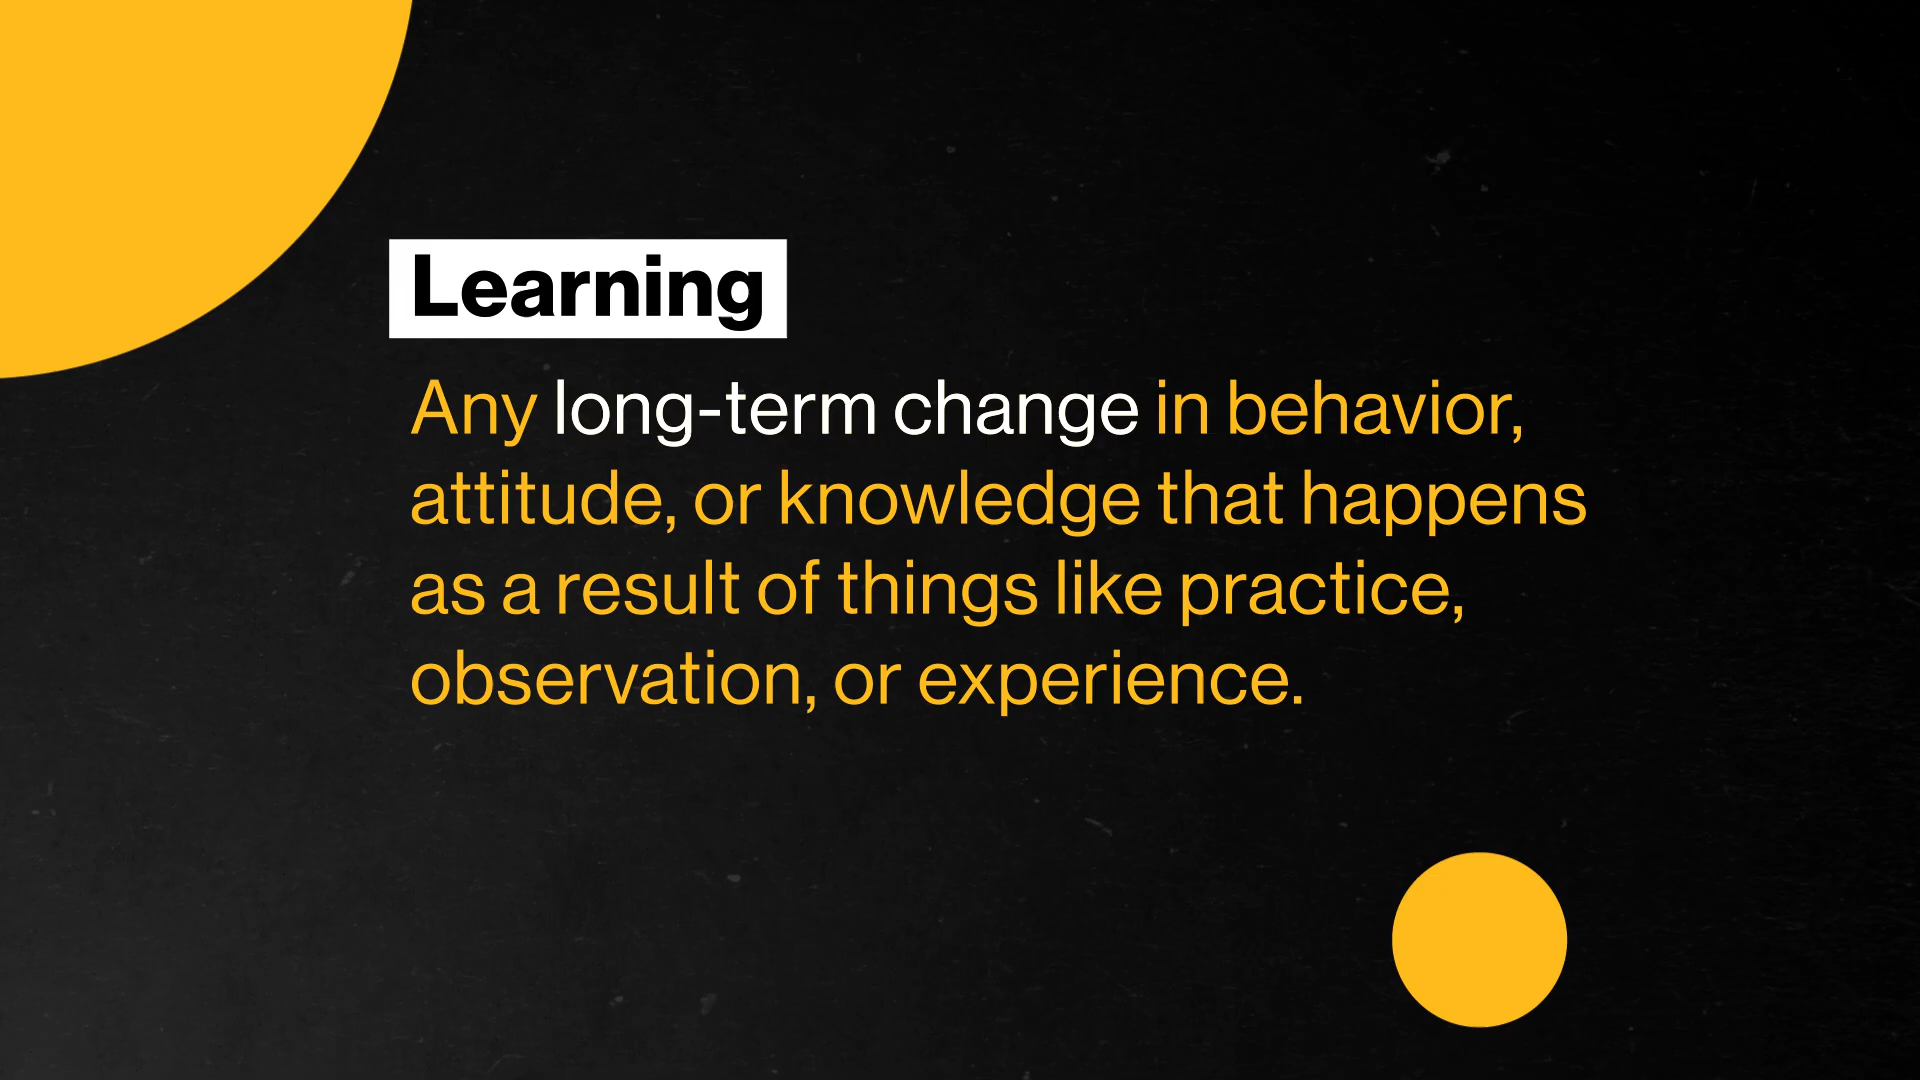 Learning
Any long-term change in behavior,
attitude, or knowledge that happens
as a result of things like practice,
observation, or experience.